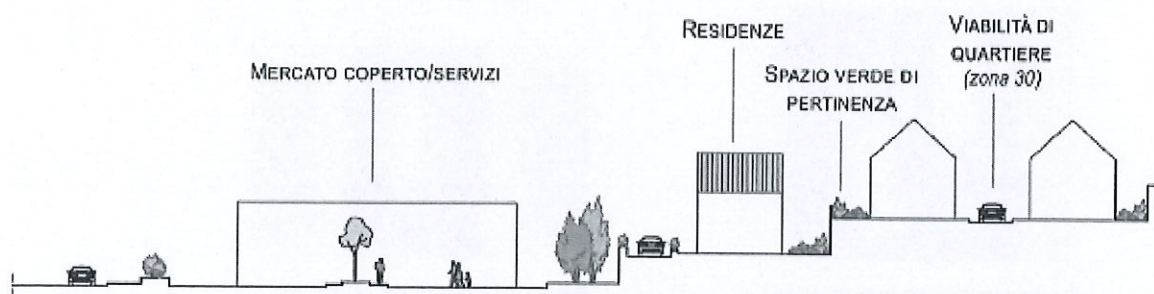 MERCATO COPERTO/SERVIZI
RESIDENZE
SPAZIO VERDE DI
PERTINENZA
VIABILITÀ DI
QUARTIERE
(zona 30)